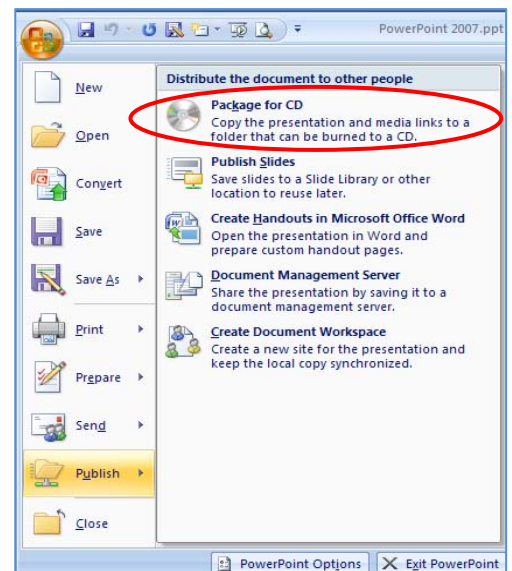 PowerPoint 2007.ppt
New
Open
Convert
Save
Save As
Print
Prepare
Send
Publish
Close
Distribute the document to other people
Package for CD
Copy the presentation and media links to a
folder that can be burned to a CD.
Publish Slides
Save slides to a Slide Library or other
location to reuse later.
Create Handouts in Microsoft Office Word
Open the presentation in Word and
prepare custom handout pages.
Document Management Server
Share the presentation by saving it to a
document management server.
Create Document Workspace
Create a new site for the presentation and
keep the local copy synchronized.
PowerPoint Options
Exit PowerPoint